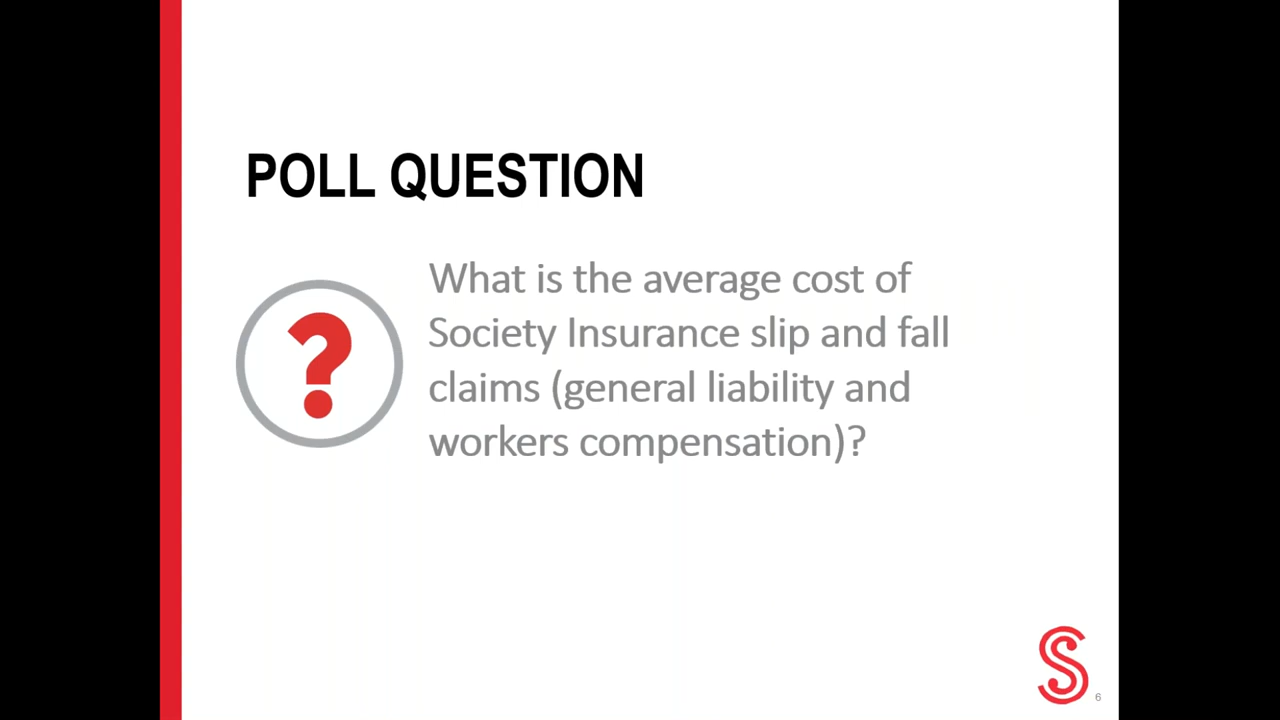 POLL QUESTION
?
What is the average cost of
Society Insurance slip and fall
claims (general liability and
workers compensation)?
S
6